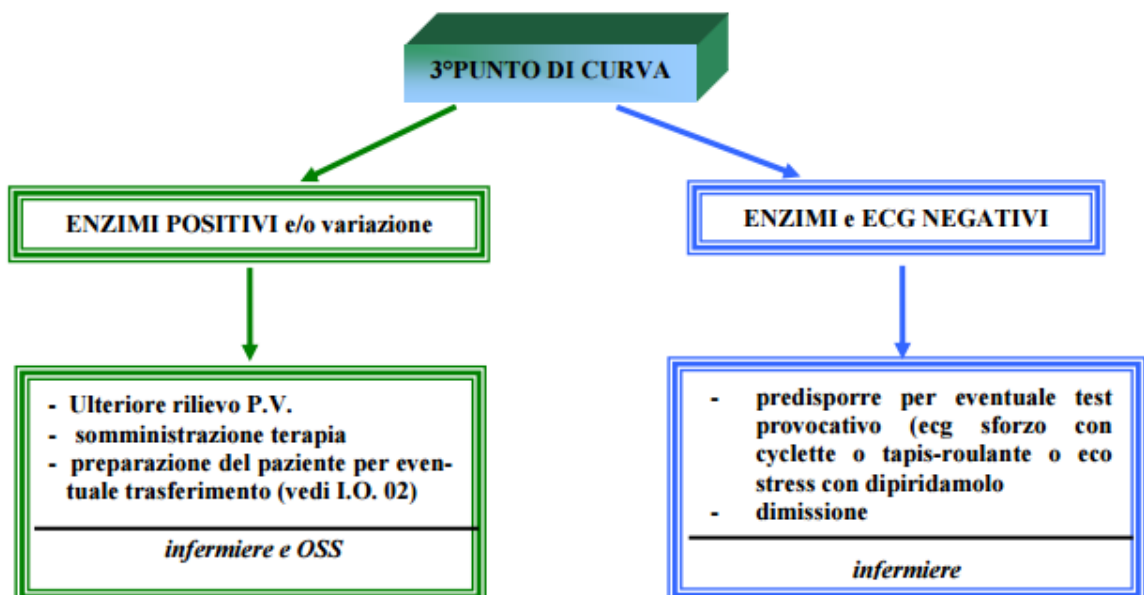 3°PUNTO DI CURVA
ENZIMI POSITIVI e/o variazione
ENZIMI e ECG NEGATIVI
- Ulteriore rilievo P.V.
- somministrazione terapia
- preparazione del paziente per even-
tuale trasferimento (vedi I.O. 02)
infermiere e OSS
- predisporre per eventuale test
provocativo (ecg sforzo con
cyclette o tapis-roulante o eco
stress con dipiridamolo
- dimissione
infermiere